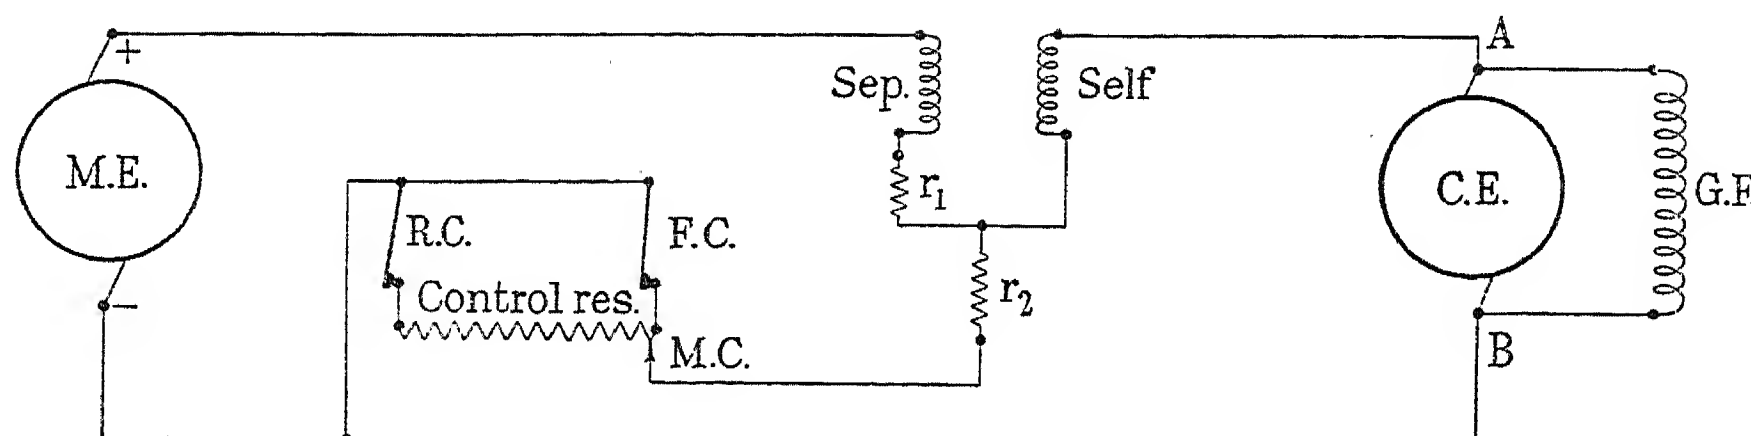 +
A
Sep.
Self
M.E.
r1
C.E.
G.F
R.C.
F.C.
Control res.
r2
−
M.C.
B